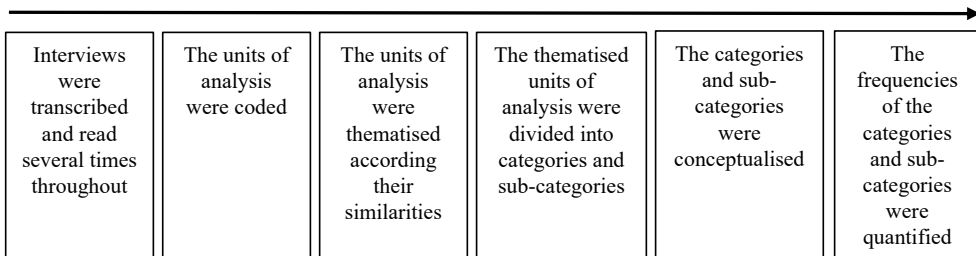 Interviews
were
transcribed
and read
several times
throughout
The units of
analysis
were coded
The units of
analysis
were
thematised
according
their
similarities
The thematised
units of
analysis were
divided into
categories and
sub-categories
The categories
and sub-
categories
were
conceptualised
The
frequencies
of the
categories
and sub-
categories
were
quantified